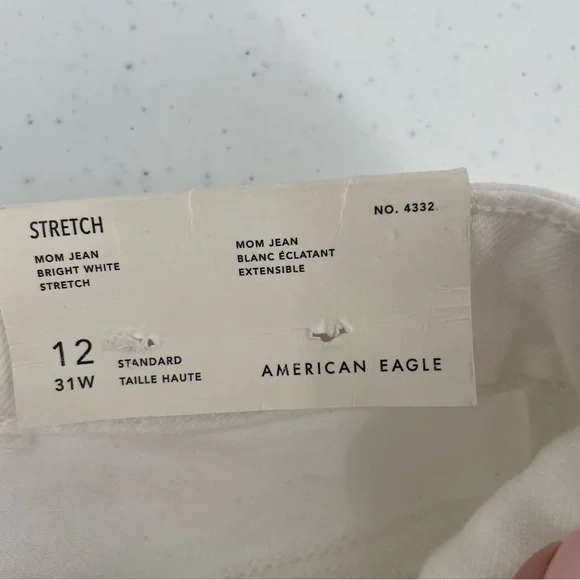 STRETCH
NO. 4332
MOM JEAN
BRIGHT WHITE
STRETCH
MOM JEAN
BLANC ÉCLATANT
EXTENSIBLE
12
31W
STANDARD
TAILLE HAUTE
AMERICAN EAGLE